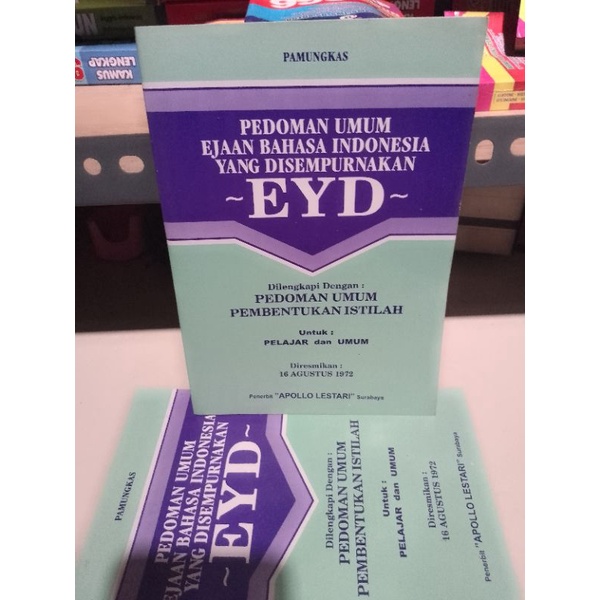 KAMUS
LENGKAP
PAMUNGKAS
PEDOMAN UMUM
EJAAN BAHASA INDONESIA
YANG DISEMPURNAKAN
~EYD~
Dilengkapi Dengan :
PEDOMAN UMUM
PEMBENTUKAN ISTILAH
Untuk :
PELAJAR dan UMUM
Diresmikan :
16 AGUSTUS 1972
Penerbit "APOLLO LESTARI" Surabaya
PAMUNGKAS
PEDOMAN UMUM
EJAAN BAHASA INDONESIA
YANG DISEMPURNAKAN
~EYD~
Dilengkapi Dengan :
PEDOMAN UMUM
PEMBENTUKAN ISTILAH
Untuk :
PELAJAR dan UMUM
Diresmikan :
16 AGUSTUS 1972
Penerbit "APOLLO LESTARI" Surabaya